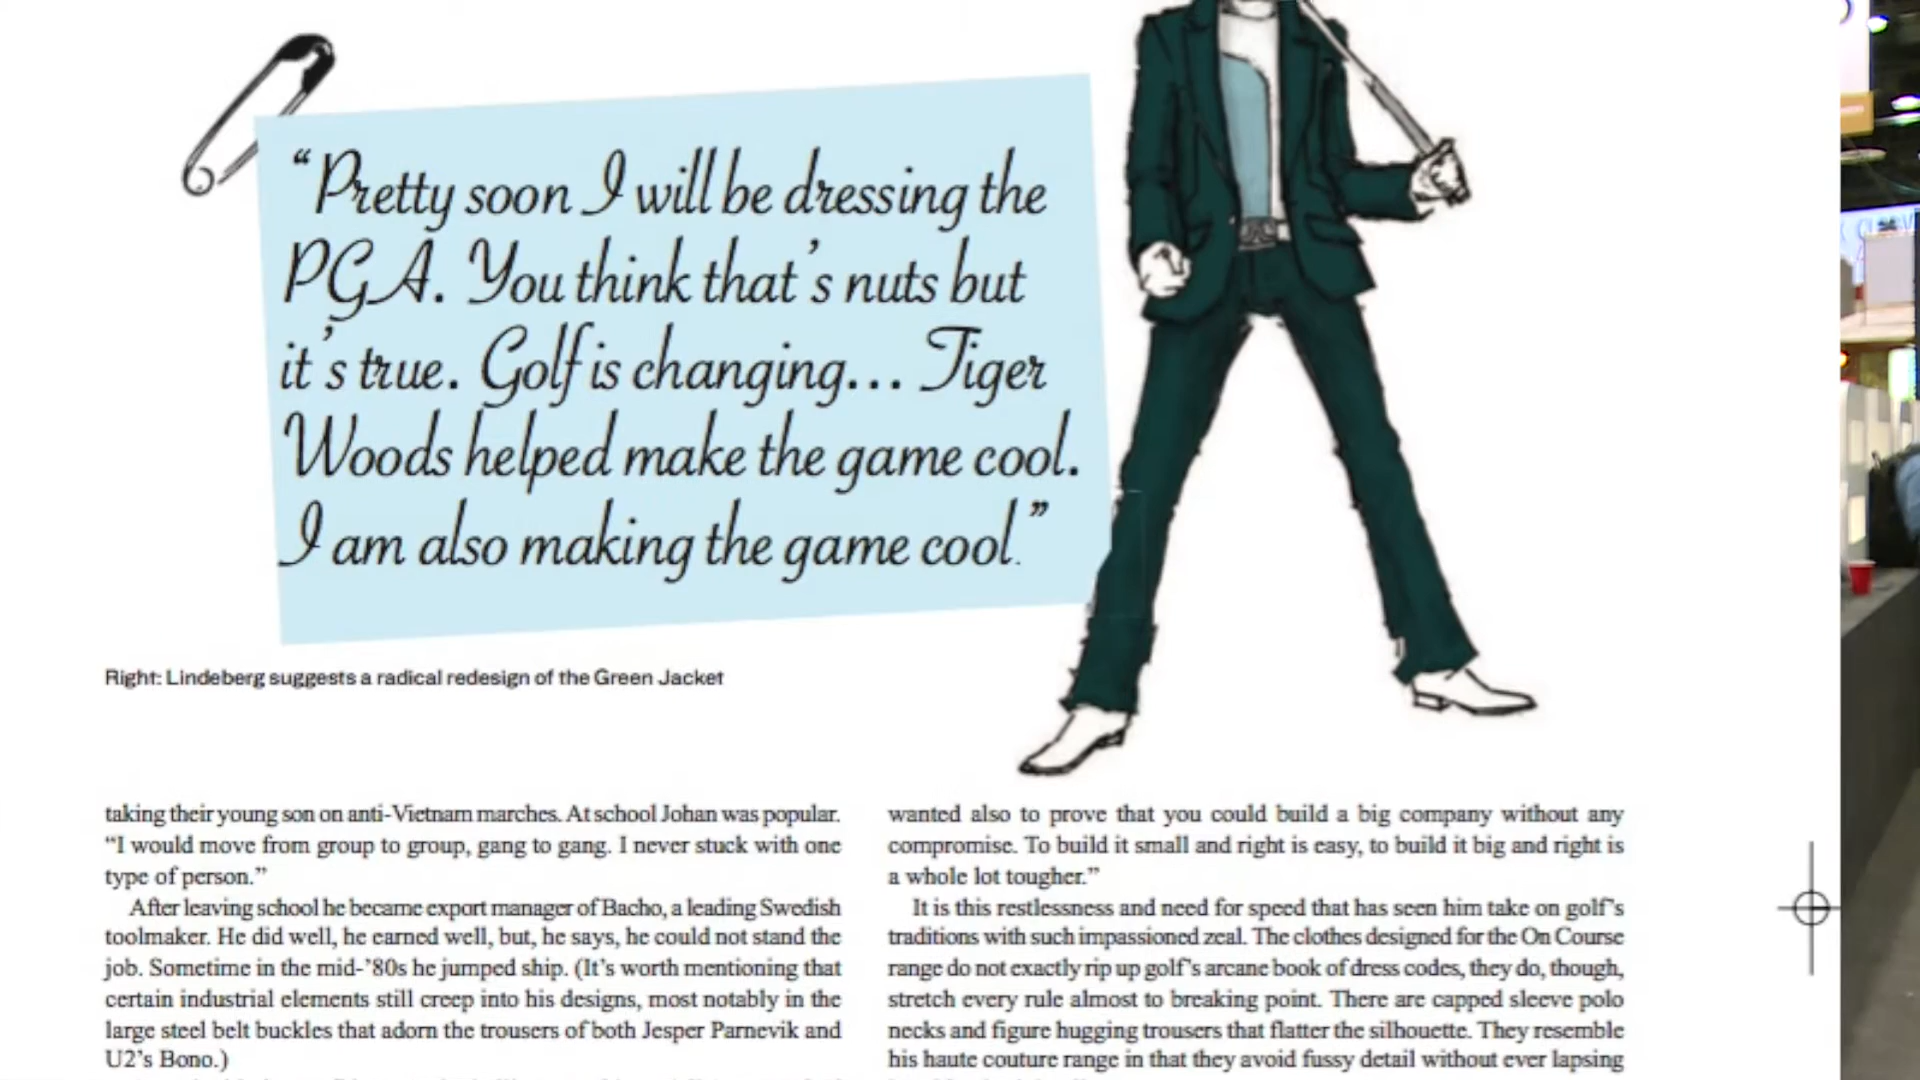 “Pretty soon I will be dressing the
PGA. You think that’s nuts but
it’s true. Golf is changing... Tiger
Woods helped make the game cool.
I am also making the game cool.”
Right: Lindeberg suggests a radical redesign of the Green Jacket
taking their young son on anti-Vietnam marches. At school Johan was popular.
“I would move from group to group, gang to gang. I never stuck with one
type of person.”
After leaving school he became export manager of Bacho, a leading Swedish
toolmaker. He did well, he earned well, but, he says, he could not stand the
job. Sometime in the mid-’80s he jumped ship. (It’s worth mentioning that
certain industrial elements still creep into his designs, most notably in the
large steel belt buckles that adorn the trousers of both Jesper Parnevik and
U2’s Bono.)
wanted also to prove that you could build a big company without any
compromise. To build it small and right is easy, to build it big and right is
a whole lot tougher.”
It is this restlessness and need for speed that has seen him take on golf’s
traditions with such impassioned zeal. The clothes designed for the On Course
range do not exactly rip up golf’s arcane book of dress codes, they do, though,
stretch every rule almost to breaking point. There are capped sleeve polo
necks and figure hugging trousers that flatter the silhouette. They resemble
his haute couture range in that they avoid fussy detail without ever lapsing